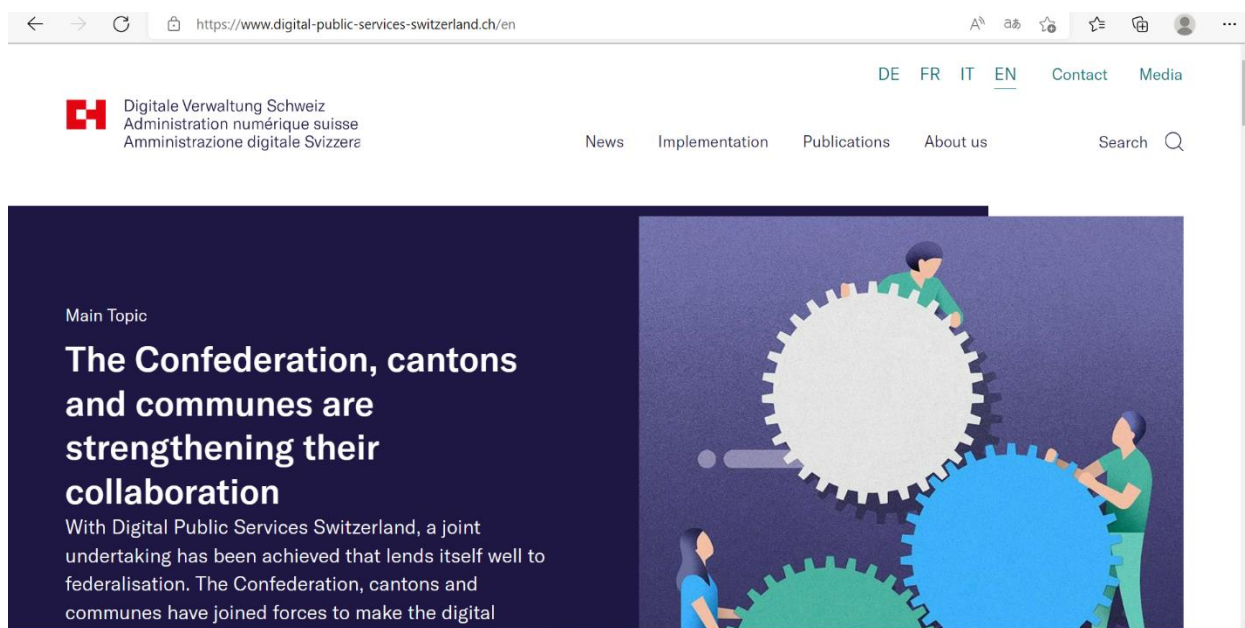 https://www.digital-public-services-switzerland.ch/en
DE FR IT EN Contact Media
Digitale Verwaltung Schweiz
Administration numérique suisse
Amministrazione digitale Svizzera
News Implementation Publications About us Search
Main Topic
The Confederation, cantons
and communes are
strengthening their
collaboration
With Digital Public Services Switzerland, a joint
undertaking has been achieved that lends itself well to
federalisation. The Confederation, cantons and
communes have joined forces to make the digital